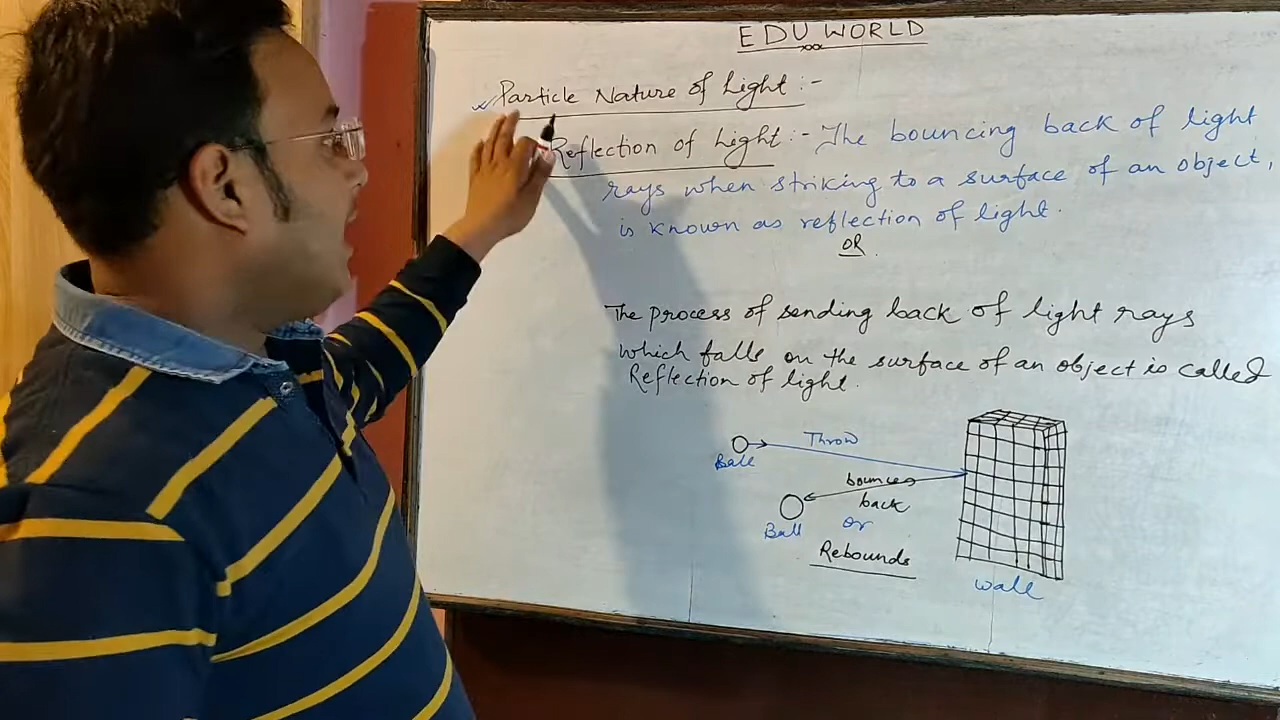 EDU WORLD
Particle Nature of Light :-
Reflection of Light :- The bouncing back of light
rays when striking to a surface of an object,
is known as reflection of light.
OR
The process of sending back of light rays
which falls on the surface of an object is called
Reflection of light.
Throw
Ball
bounces
back
Ball
or
Rebounds
wall